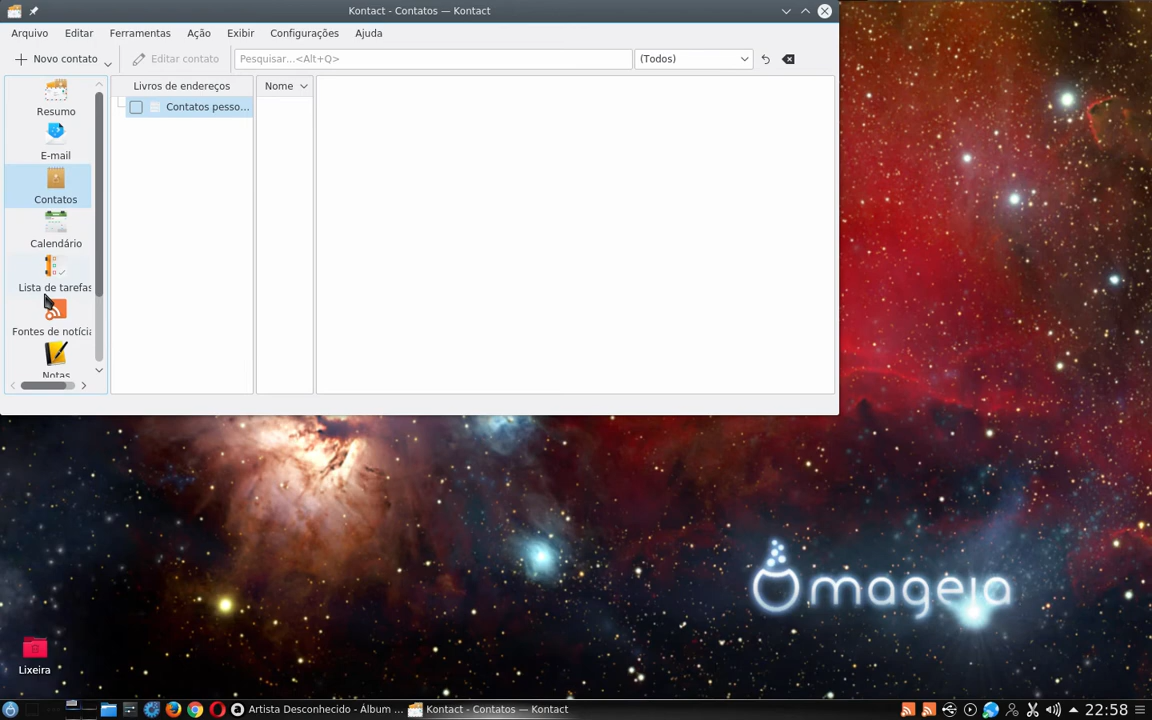 Kontact - Contatos — Kontact
Arquivo Editar Ferramentas Ação Exibir Configurações Ajuda
Novo contato Editar contato Pesquisar...<Alt+Q> (Todos)
Resumo
E-mail
Contatos
Calendário
Lista de tarefas
Fontes de notícia
Notas
Livros de endereços
Contatos pesso...
Nome
mageia
Lixeira
Artista Desconhecido - Álbum ... Kontact - Contatos — Kontact 22:58